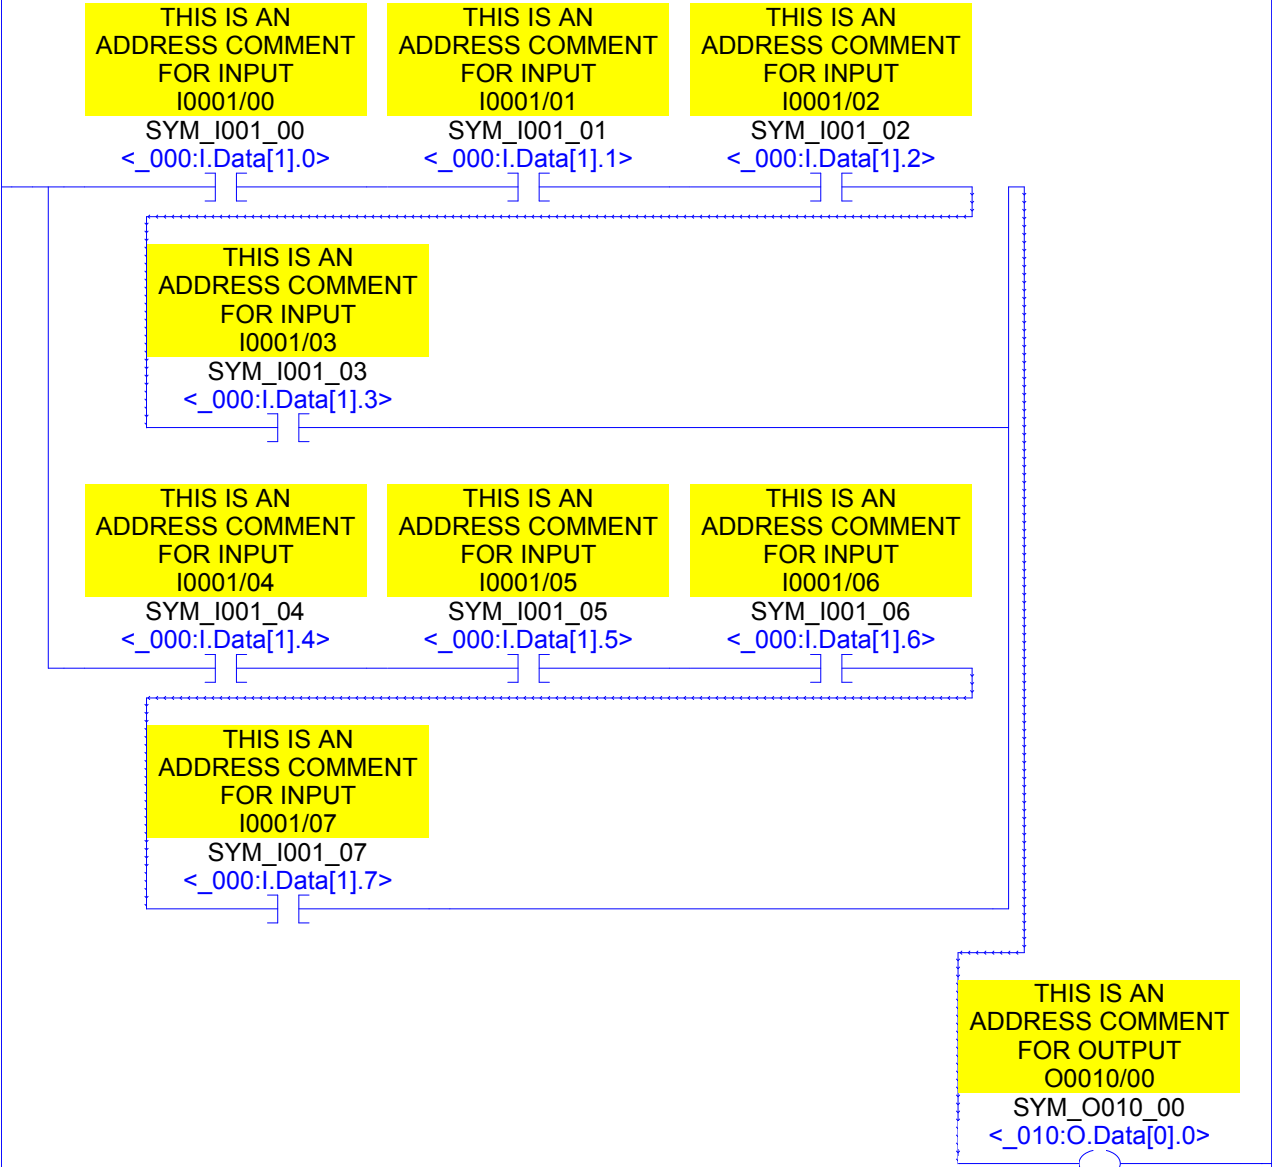 THIS IS AN
ADDRESS COMMENT
FOR INPUT
I0001/00
SYM_I001_00
<_000:I.Data[1].0>
THIS IS AN
ADDRESS COMMENT
FOR INPUT
I0001/01
SYM_I001_01
<_000:I.Data[1].1>
THIS IS AN
ADDRESS COMMENT
FOR INPUT
I0001/02
SYM_I001_02
<_000:I.Data[1].2>
THIS IS AN
ADDRESS COMMENT
FOR INPUT
I0001/03
SYM_I001_03
<_000:I.Data[1].3>
THIS IS AN
ADDRESS COMMENT
FOR INPUT
I0001/04
SYM_I001_04
<_000:I.Data[1].4>
THIS IS AN
ADDRESS COMMENT
FOR INPUT
I0001/05
SYM_I001_05
<_000:I.Data[1].5>
THIS IS AN
ADDRESS COMMENT
FOR INPUT
I0001/06
SYM_I001_06
<_000:I.Data[1].6>
THIS IS AN
ADDRESS COMMENT
FOR INPUT
I0001/07
SYM_I001_07
<_000:I.Data[1].7>
THIS IS AN
ADDRESS COMMENT
FOR OUTPUT
O0010/00
SYM_O010_00
<_010:O.Data[0].0>